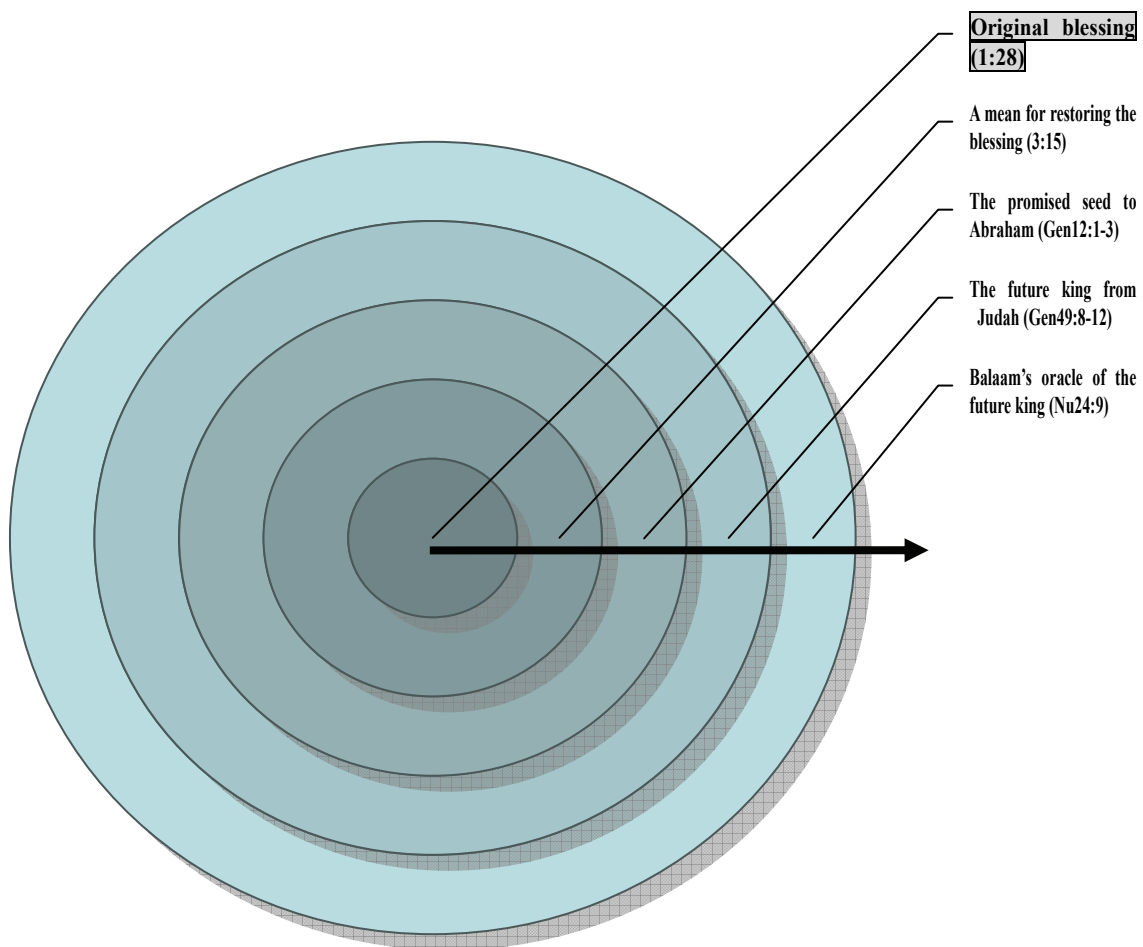 Original blessing
(1:28)
A mean for restoring the
blessing (3:15)
The promised seed to
Abraham (Gen12:1-3)
The future king from
Judah (Gen49:8-12)
Balaam’s oracle of the
future king (Nu24:9)